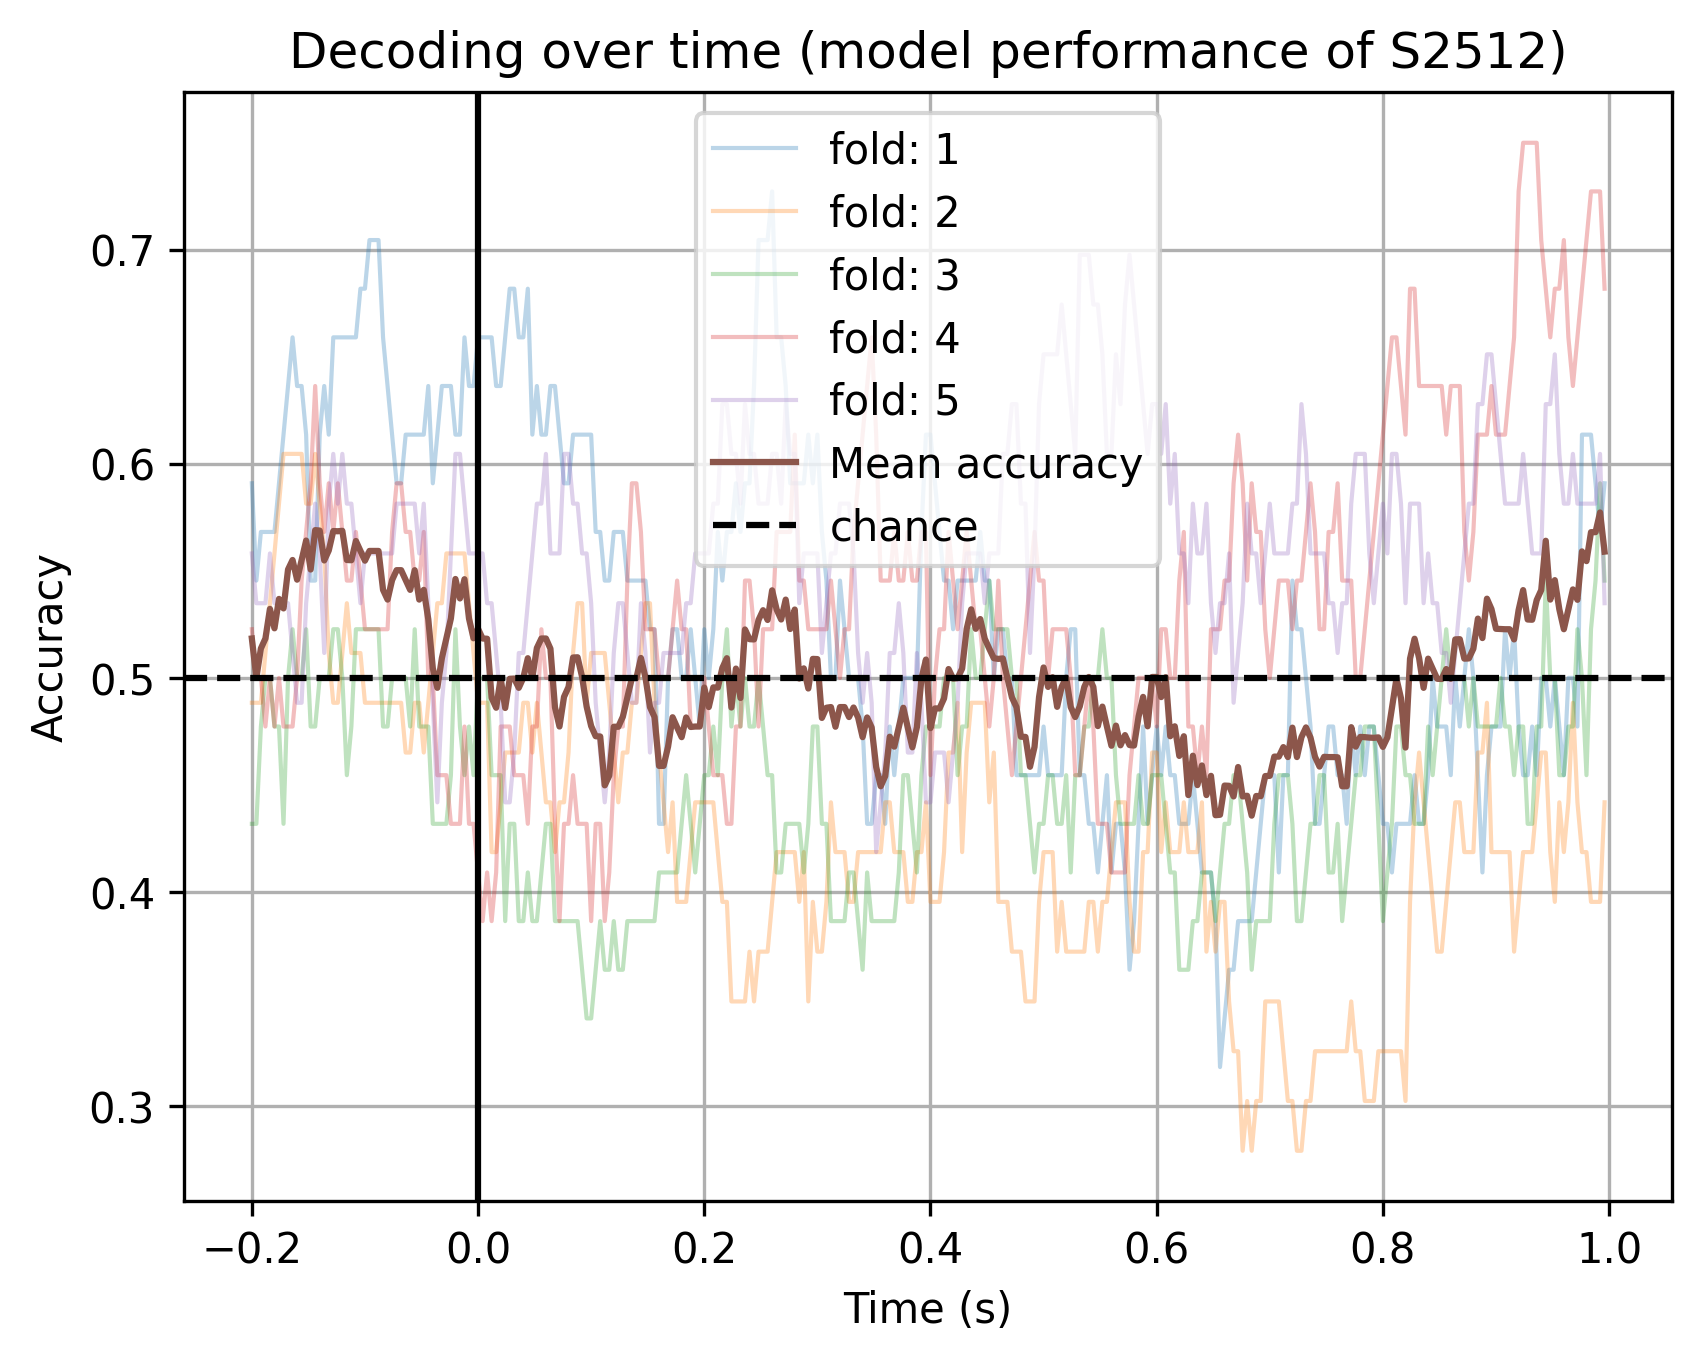 Decoding over time (model performance of S2512)
fold: 1
fold: 2
fold: 3
fold: 4
fold: 5
Mean accuracy
chance
Accuracy
0.7
0.6
0.5
0.4
0.3
−0.2 0.0 0.2 0.4 0.6 0.8 1.0
Time (s)